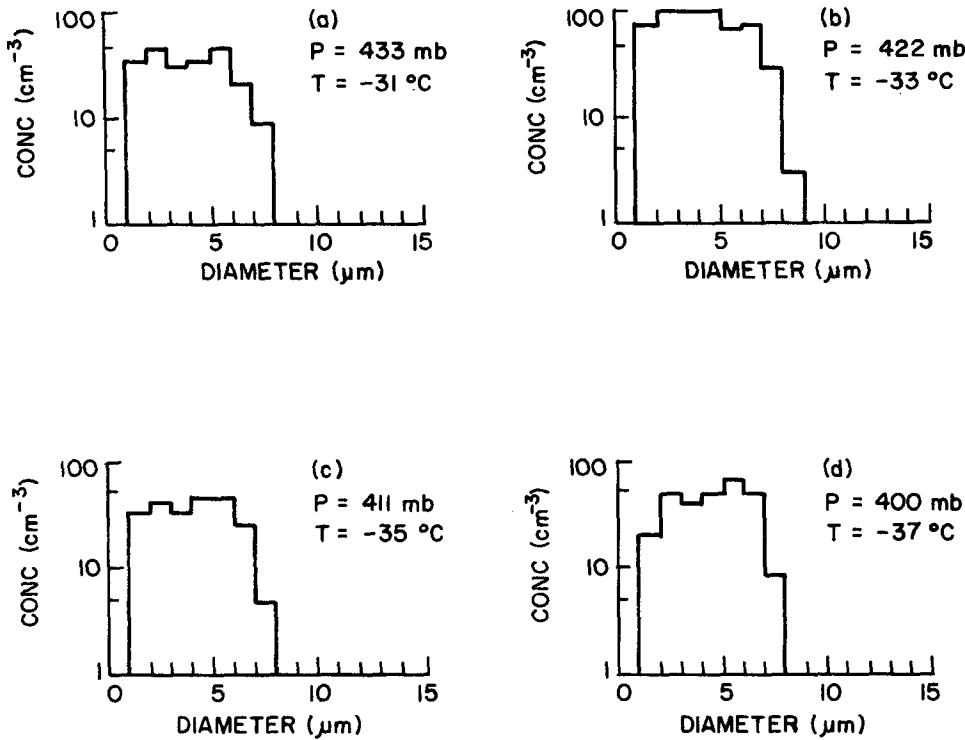 (a)
P = 433 mb
T = -31 °C
CONC (cm⁻³)
100
10
1
0 5 10 15
DIAMETER (μm)
(b)
P = 422 mb
T = -33 °C
CONC (cm⁻³)
100
10
1
0 5 10 15
DIAMETER (μm)
(c)
P = 411 mb
T = -35 °C
CONC (cm⁻³)
100
10
1
0 5 10 15
DIAMETER (μm)
(d)
P = 400 mb
T = -37 °C
CONC (cm⁻³)
100
10
1
0 5 10 15
DIAMETER (μm)